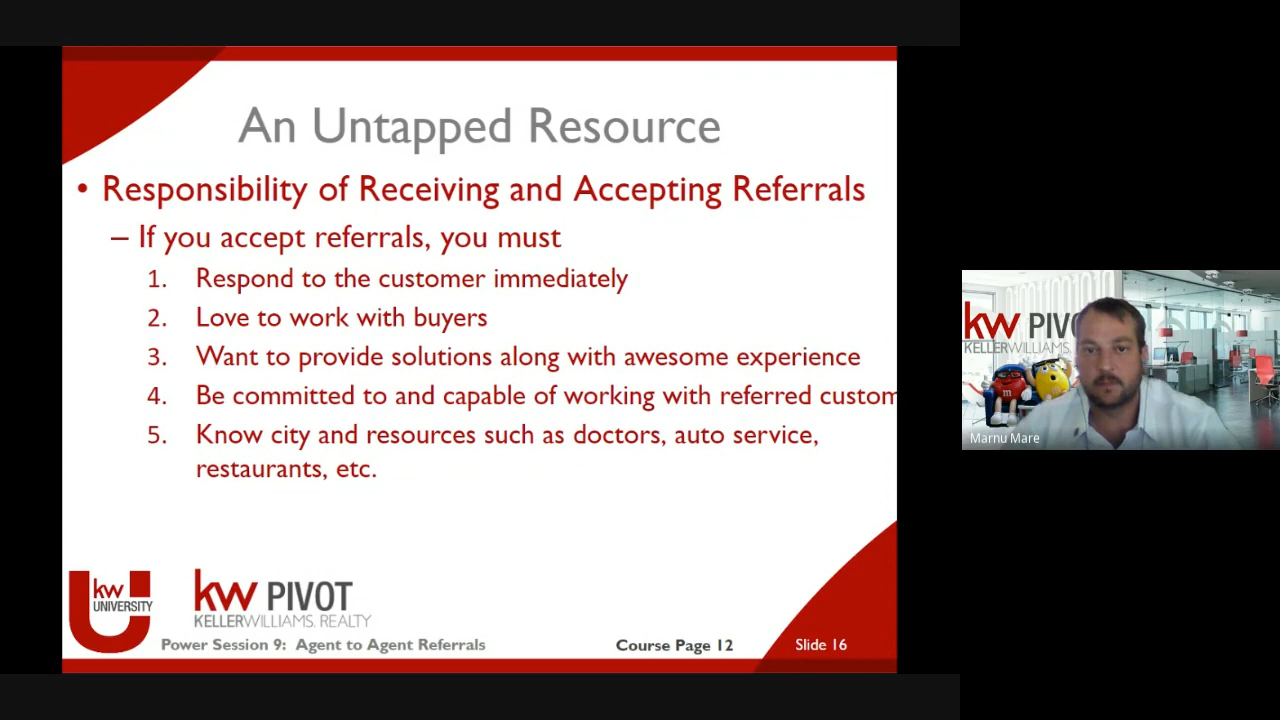 An Untapped Resource
• Responsibility of Receiving and Accepting Referrals
– If you accept referrals, you must
1. Respond to the customer immediately
2. Love to work with buyers
3. Want to provide solutions along with awesome experience
4. Be committed to and capable of working with referred custom
5. Know city and resources such as doctors, auto service,
restaurants, etc.
kw
UNIVERSITY
kw PIVOT
KELLERWILLIAMS. REALTY
Power Session 9: Agent to Agent Referrals
Course Page 12
Slide 16
kw PIVO
KELLERWILLIAMS.
m
Marnu Mare